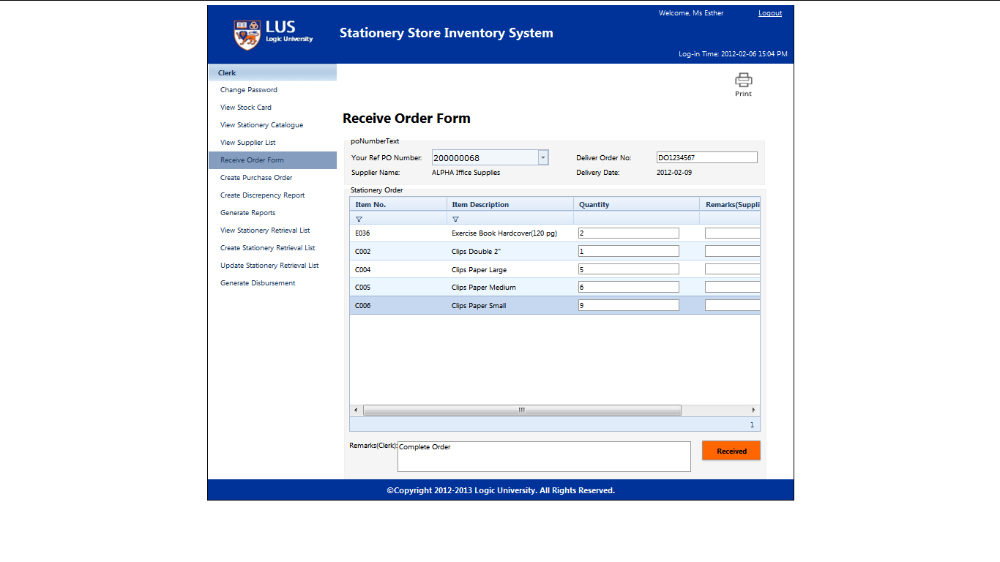 Welcome, Ms Esther Logout
LUS
Logic University
Stationery Store Inventory System
Log-in Time: 2012-02-06 15:04 PM
Clerk
Change Password
View Stock Card
View Stationery Catalogue
View Supplier List
Receive Order Form
Create Purchase Order
Create Discrepency Report
Generate Reports
View Stationery Retrieval List
Create Stationery Retrieval List
Update Stationery Retrieval List
Generate Disbursement
Print
Receive Order Form
poNumberText
Your Ref PO Number: 200000068 Deliver Order No: DO1234567
Supplier Name: ALPHA Iffice Supplies Delivery Date: 2012-02-09
Stationery Order
Item No. Item Description Quantity Remarks(Suppli
E036 Exercise Book Hardcover(120 pg) 2
C002 Clips Double 2" 1
C004 Clips Paper Large 5
C005 Clips Paper Medium 6
C006 Clips Paper Small 9
1
Remarks(Clerk): Complete Order Received
©Copyright 2012-2013 Logic University. All Rights Reserved.